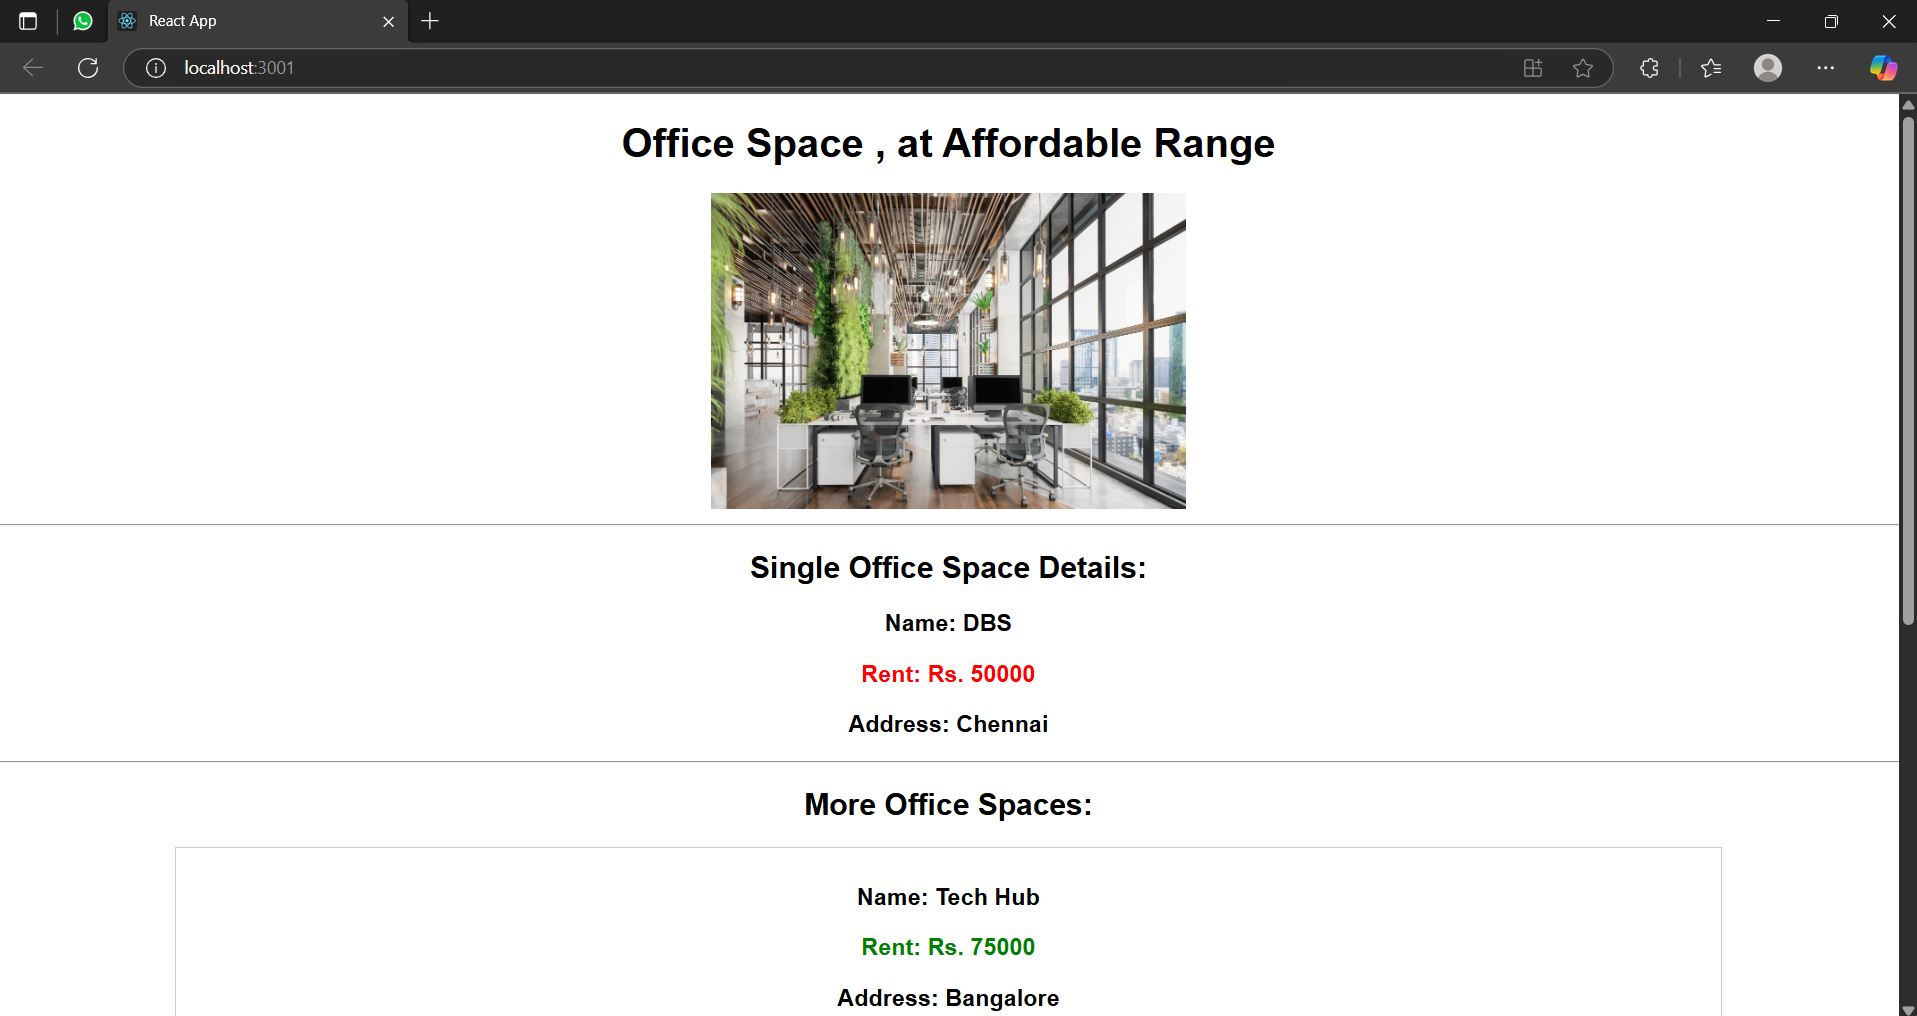 React App
localhost:3001
Office Space , at Affordable Range
Single Office Space Details:
Name: DBS
Rent: Rs. 50000
Address: Chennai
More Office Spaces:
Name: Tech Hub
Rent: Rs. 75000
Address: Bangalore